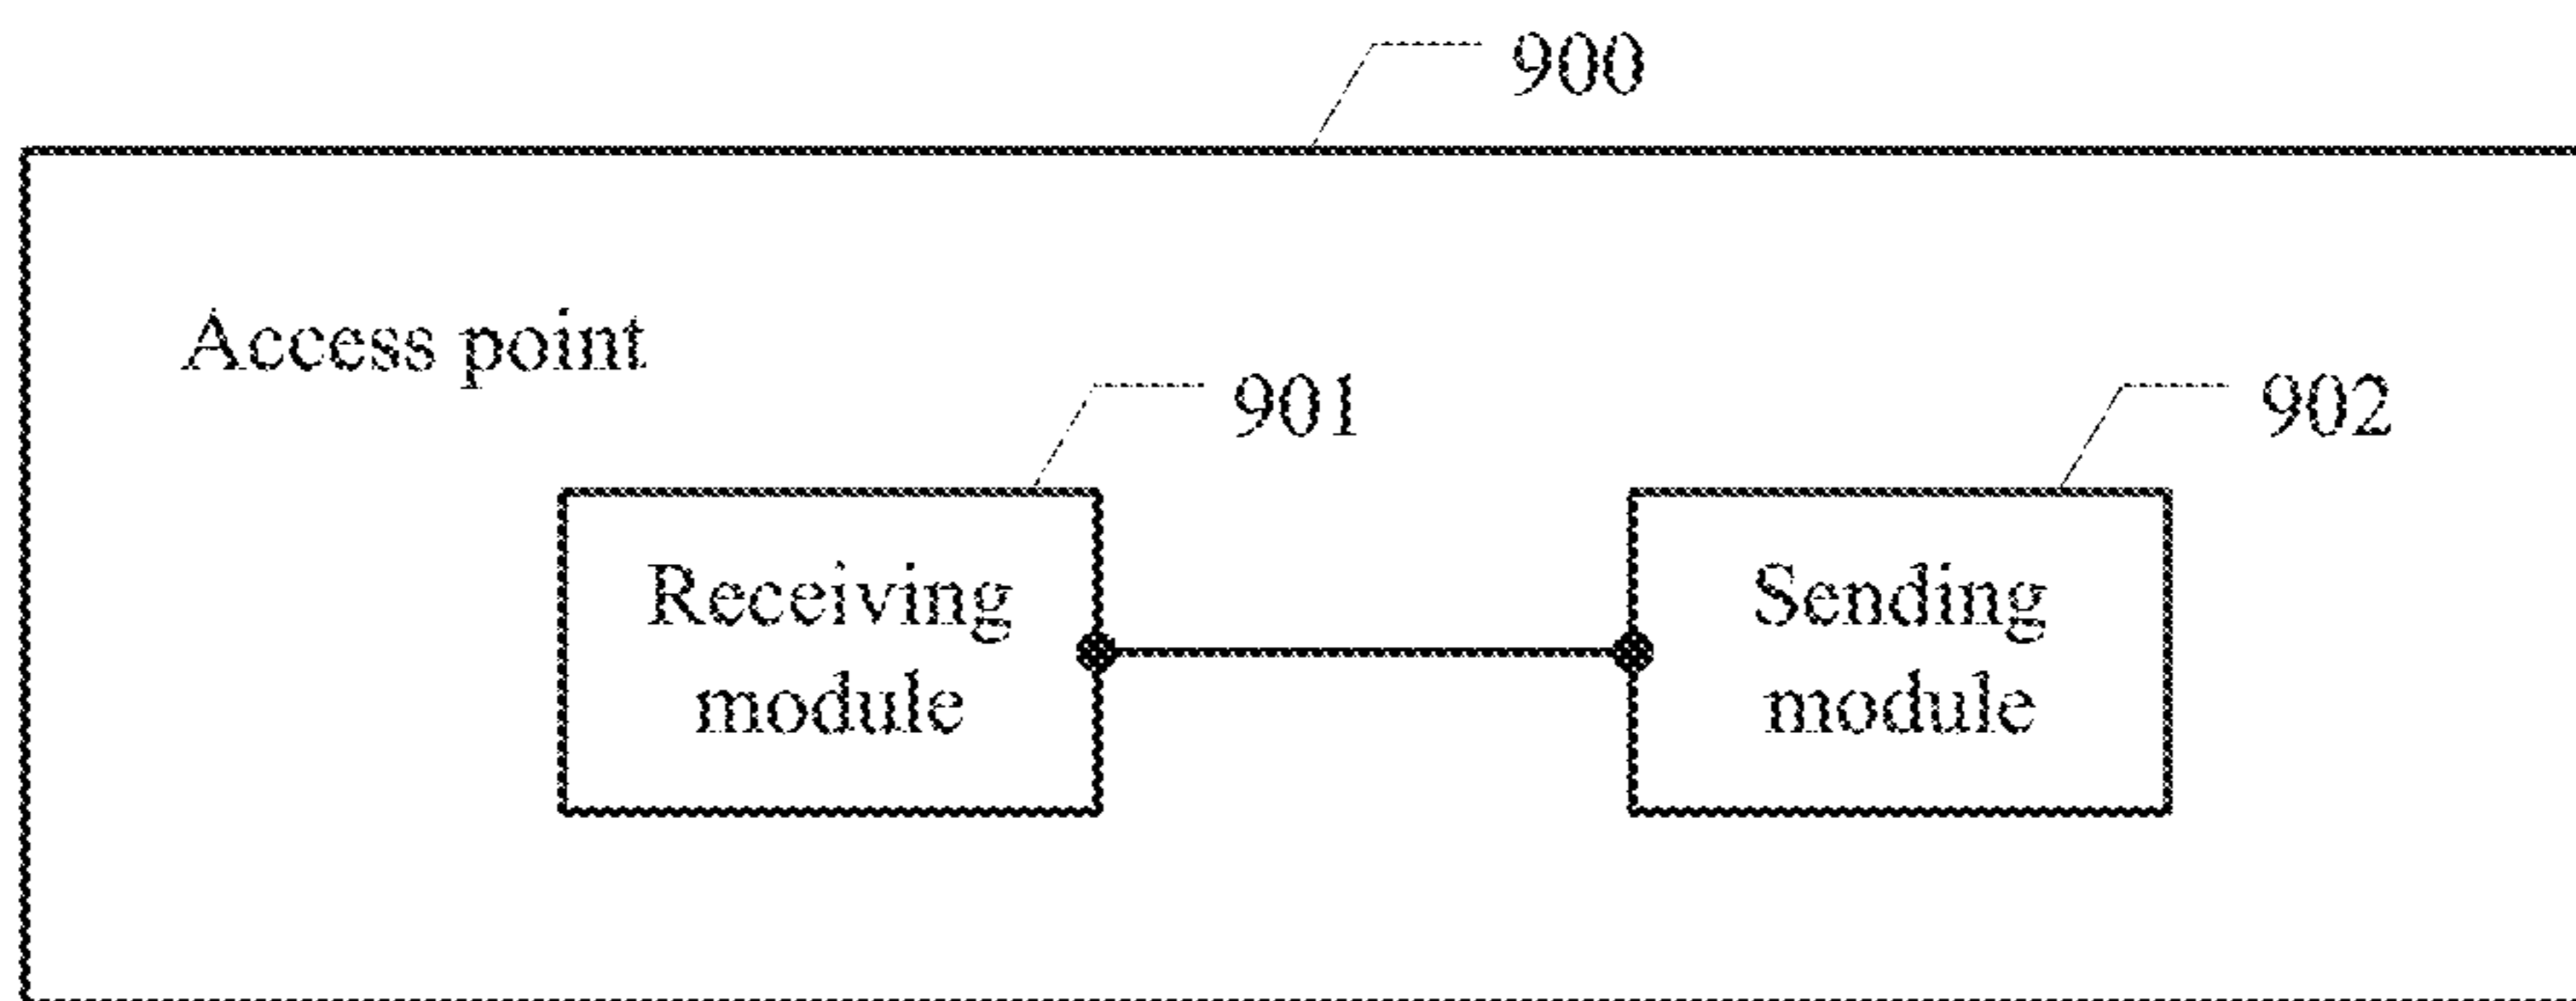 900
Access point
901
902
Receiving
module
Sending
module